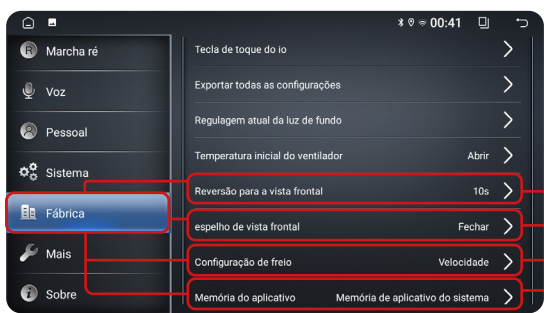 00:41
R Marcha ré
Voz
Pessoal
Sistema
Fábrica
Mais
Sobre
Tecla de toque do io
Exportar todas as configurações
Regulagem atual da luz de fundo
Temperatura inicial do ventilador Abrir
Reversão para a vista frontal 10s
espelho de vista frontal Fechar
Configuração de freio Velocidade
Memória do aplicativo Memória de aplicativo do sistema